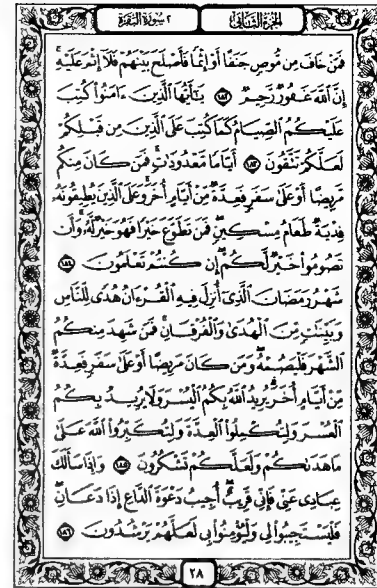 الجزء الثاني ٢ سورة البقرة
فَمَنْ خَافَ مِن مُّوصٍ جَنَفًا أَوْ إِثْمًا فَأَصْلَحَ بَيْنَهُمْ فَلَآ إِثْمَ عَلَيْهِ
إِنَّ ٱللَّهَ غَفُورٌ رَّحِيمٌ ١٨٢ يَٰٓأَيُّهَا ٱلَّذِينَ ءَامَنُوا۟ كُتِبَ
عَلَيْكُمُ ٱلصِّيَامُ كَمَا كُتِبَ عَلَى ٱلَّذِينَ مِن قَبْلِكُمْ
لَعَلَّكُمْ تَتَّقُونَ ١٨٣ أَيَّامًا مَّعْدُودَٰتٍ فَمَن كَانَ مِنكُم
مَّرِيضًا أَوْ عَلَىٰ سَفَرٍ فَعِدَّةٌ مِّنْ أَيَّامٍ أُخَرَ وَعَلَى ٱلَّذِينَ يُطِيقُونَهُۥ
فِدْيَةٌ طَعَامُ مِسْكِينٍ فَمَن تَطَوَّعَ خَيْرًا فَهُوَ خَيْرٌ لَّهُۥ وَأَن
تَصُومُوا۟ خَيْرٌ لَّكُمْ إِن كُنتُمْ تَعْلَمُونَ ١٨٤
شَهْرُ رَمَضَانَ ٱلَّذِىٓ أُنزِلَ فِيهِ ٱلْقُرْءَانُ هُدًى لِّلنَّاسِ
وَبَيِّنَٰتٍ مِّنَ ٱلْهُدَىٰ وَٱلْفُرْقَانِ فَمَن شَهِدَ مِنكُمُ
ٱلشَّهْرَ فَلْيَصُمْهُ وَمَن كَانَ مَرِيضًا أَوْ عَلَىٰ سَفَرٍ فَعِدَّةٌ
مِّنْ أَيَّامٍ أُخَرَ يُرِيدُ ٱللَّهُ بِكُمُ ٱلْيُسْرَ وَلَا يُرِيدُ بِكُمُ
ٱلْعُسْرَ وَلِتُكْمِلُوا۟ ٱلْعِدَّةَ وَلِتُكَبِّرُوا۟ ٱللَّهَ عَلَىٰ
مَا هَدَىٰكُمْ وَلَعَلَّكُمْ تَشْكُرُونَ ١٨٥ وَإِذَا سَأَلَكَ
عِبَادِى عَنِّى فَإِنِّى قَرِيبٌ أُجِيبُ دَعْوَةَ ٱلدَّاعِ إِذَا دَعَانِ
فَلْيَسْتَجِيبُوا۟ لِى وَلْيُؤْمِنُوا۟ بِى لَعَلَّهُمْ يَرْشُدُونَ ١٨٦
٢٨